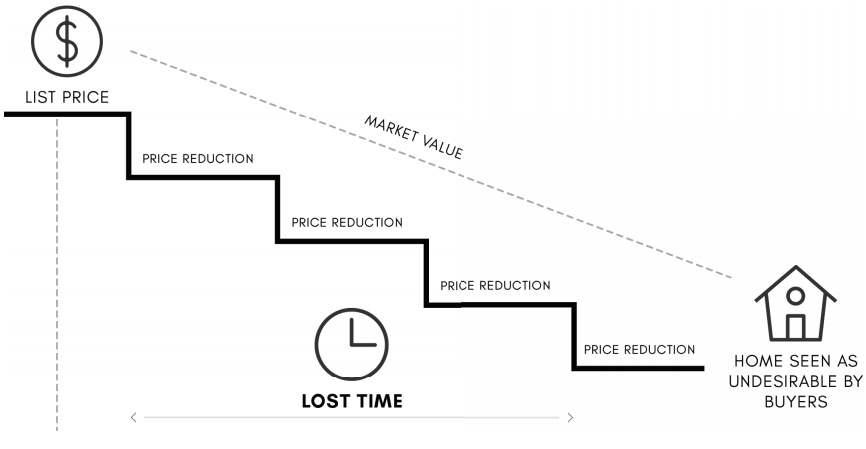 LIST PRICE
MARKET VALUE
PRICE REDUCTION
PRICE REDUCTION
PRICE REDUCTION
PRICE REDUCTION
HOME SEEN AS
UNDESIRABLE BY
BUYERS
LOST TIME